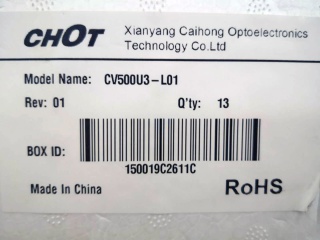 CHOT
Xianyang Caihong Optoelectronics
Technology Co.Ltd
Model Name: CV500U3-L01
Rev: 01 Q'ty: 13
BOX ID:
150019C2611C
Made In China RoHS